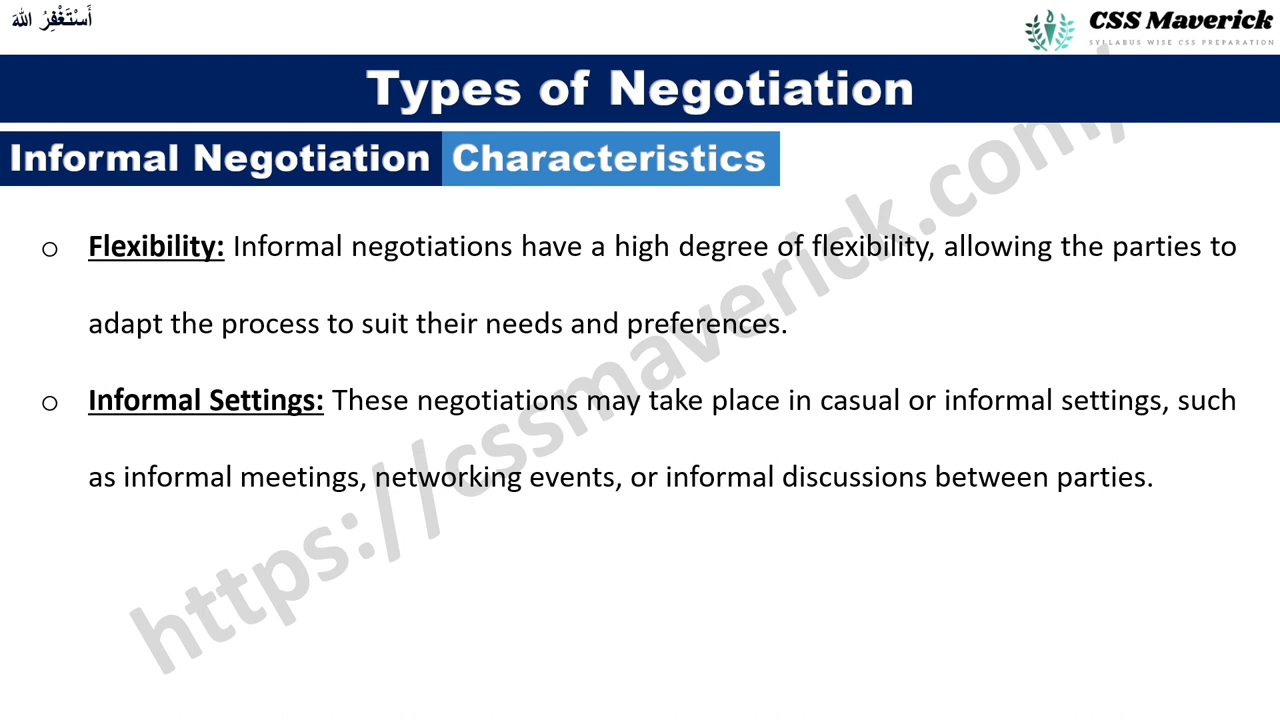 أَسْتَغْفِرُ اللهَ
CSS Maverick
SYLLABUS WISE CSS PREPARATION
Types of Negotiation
Informal Negotiation Characteristics
o Flexibility: Informal negotiations have a high degree of flexibility, allowing the parties to
adapt the process to suit their needs and preferences.
o Informal Settings: These negotiations may take place in casual or informal settings, such
as informal meetings, networking events, or informal discussions between parties.
https://cssmaverick.com/